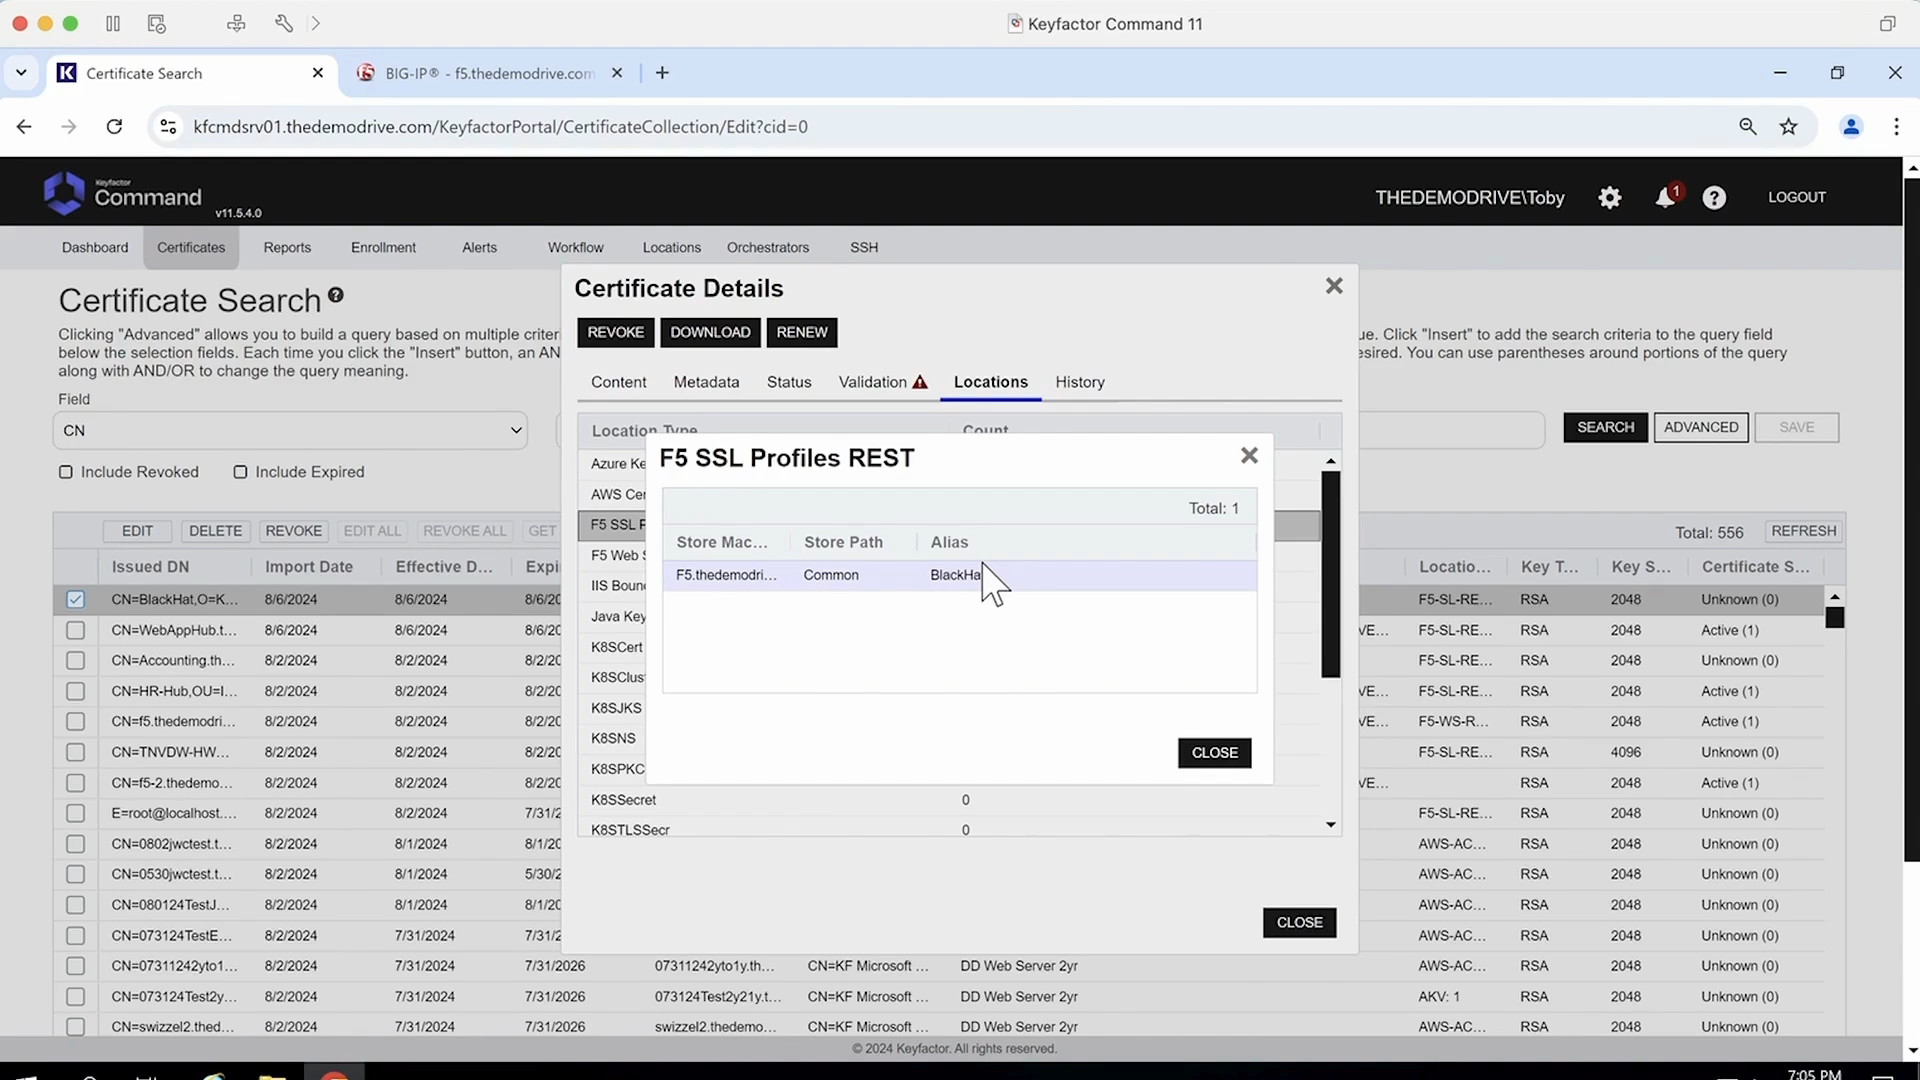 Keyfactor Command 11
Certificate Search
BIG-IP® - f5.thedemodrive.com
kfcmdsrv01.thedemodrive.com/KeyfactorPortal/CertificateCollection/Edit?cid=0
Keyfactor
Command
v11.5.4.0
THEDEMODRIVE\Toby
1
LOGOUT
Dashboard Certificates Reports Enrollment Alerts Workflow Locations Orchestrators SSH
Certificate Search
Clicking "Advanced" allows you to build a query based on multiple criter
below the selection fields. Each time you click the "Insert" button, an AN
along with AND/OR to change the query meaning.
ue. Click "Insert" to add the search criteria to the query field
esired. You can use parentheses around portions of the query
Field
CN
SEARCH ADVANCED SAVE
Include Revoked Include Expired
Certificate Details
REVOKE DOWNLOAD RENEW
Content Metadata Status Validation Locations History
Location Type Count
Azure Ke
AWS Cer
F5 SSL P
F5 Web S
IIS Boun
Java Key
K8SCert
K8SClus
K8SJKS
K8SNS
K8SPKC
K8SSecret 0
K8STLSSecr 0
CLOSE
F5 SSL Profiles REST
Total: 1
Store Mac... Store Path Alias
F5.thedemodri... Common BlackHa
CLOSE
EDIT DELETE REVOKE EDIT ALL REVOKE ALL GET
Total: 556 REFRESH
Issued DN Import Date Effective D... Expi Locatio... Key T... Key S... Certificate S...
CN=BlackHat,O=K... 8/6/2024 8/6/2024 8/6/20 F5-SL-RE... RSA 2048 Unknown (0)
CN=WebAppHub.t... 8/6/2024 8/6/2024 8/6/20 VE... F5-SL-RE... RSA 2048 Active (1)
CN=Accounting.th... 8/2/2024 8/2/2024 8/2/20 F5-SL-RE... RSA 2048 Unknown (0)
CN=HR-Hub,OU=I... 8/2/2024 8/2/2024 8/2/20 VE... F5-SL-RE... RSA 2048 Active (1)
CN=f5.thedemodri... 8/2/2024 8/2/2024 8/2/20 VE... F5-WS-R... RSA 2048 Active (1)
CN=TNVDW-HW... 8/2/2024 8/2/2024 8/2/20 F5-SL-RE... RSA 4096 Unknown (0)
CN=f5-2.thedemo... 8/2/2024 8/2/2024 8/2/20 VE... RSA 2048 Active (1)
E=root@localhost.... 8/2/2024 8/2/2024 7/31/2 F5-SL-RE... RSA 2048 Unknown (0)
CN=0802jwctest.t... 8/2/2024 8/2/2024 8/1/20 AWS-AC... RSA 2048 Unknown (0)
CN=0530jwctest.t... 8/2/2024 8/1/2024 5/30/2 AWS-AC... RSA 2048 Unknown (0)
CN=080124TestJ... 8/2/2024 8/1/2024 8/1/20 AWS-AC... RSA 2048 Unknown (0)
CN=073124TestE... 8/2/2024 7/31/2024 7/31/2 AWS-AC... RSA 2048 Unknown (0)
CN=07311242yto1... 8/2/2024 7/31/2024 7/31/2026 07311242yto1y.th... CN=KF Microsoft ... DD Web Server 2yr AWS-AC... RSA 2048 Unknown (0)
CN=073124Test2y... 8/2/2024 7/31/2024 7/31/2026 073124Test2y21y.t... CN=KF Microsoft ... DD Web Server 2yr AKV: 1 RSA 2048 Unknown (0)
CN=swizzel2.thed... 8/2/2024 7/31/2024 7/31/2026 swizzel2.thedemo... CN=KF Microsoft ... DD Web Server 2yr AWS-AC... RSA 2048 Unknown (0)
© 2024 Keyfactor. All rights reserved.
7:05 PM